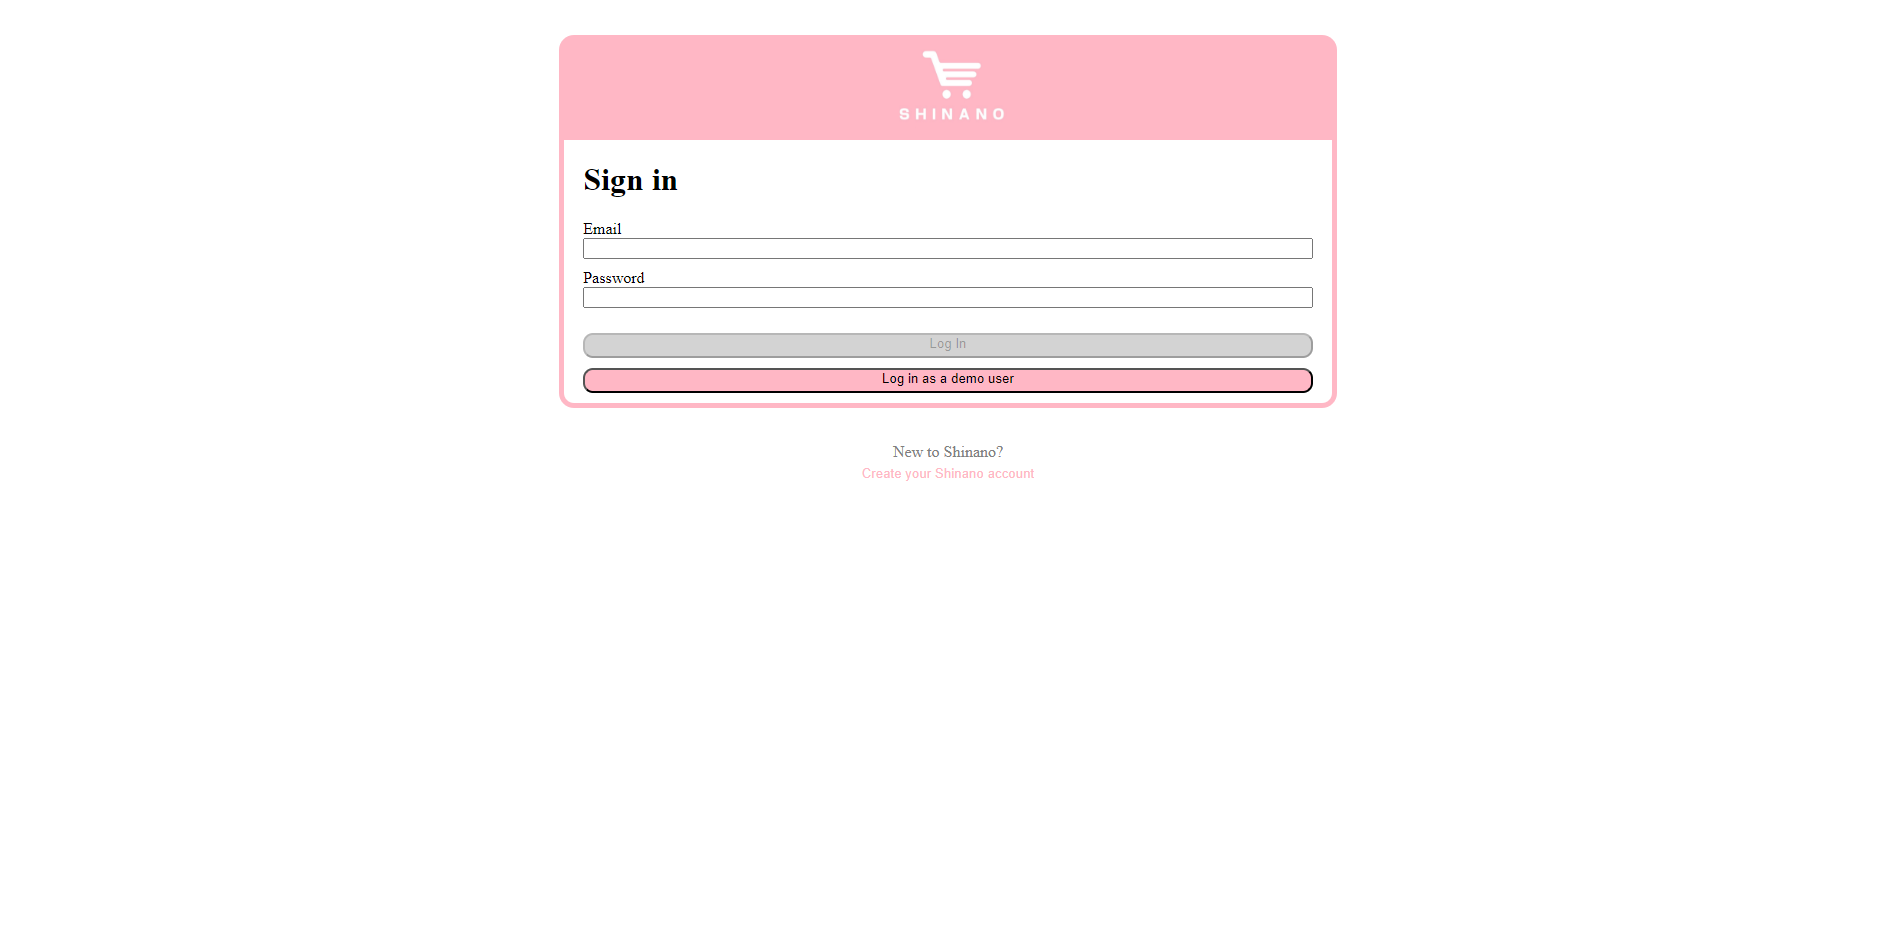 SHINANO
Sign in
Email
Password
Log In
Log in as a demo user
New to Shinano?
Create your Shinano account